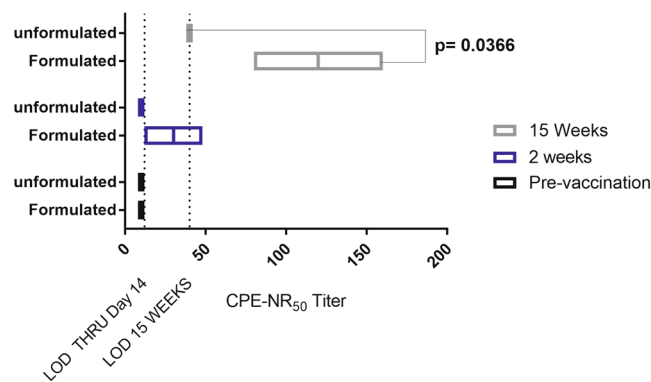 unformulated
Formulated
p= 0.0366
unformulated
Formulated
unformulated
Formulated
15 Weeks
2 weeks
Pre-vaccination
0
50
100
150
200
LOD THRU Day 14
LOD 15 WEEKS
CPE-NR50 Titer